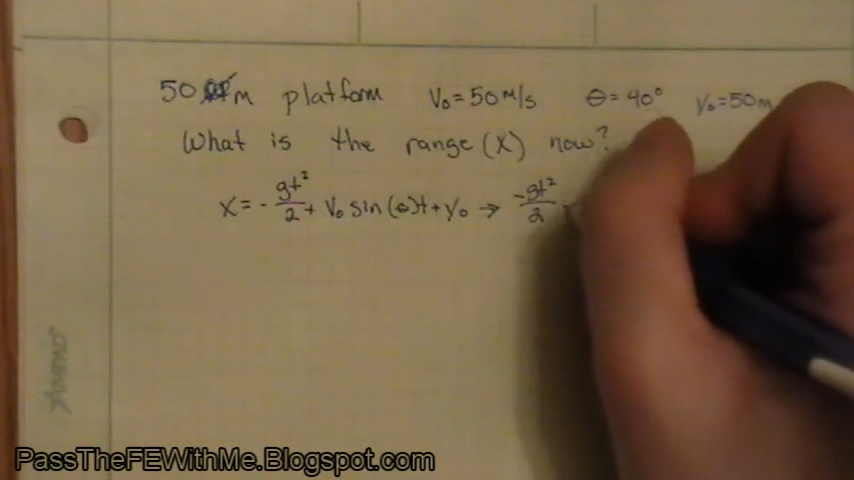 50 m platform V₀ = 50 m/s θ = 40° y₀ = 50m
What is the range (x) now?
x = - gt²/2 + V₀ sin(θ)t + y₀ → -gt²/2
AMPAD
PassTheFEWithMe.Blogspot.com